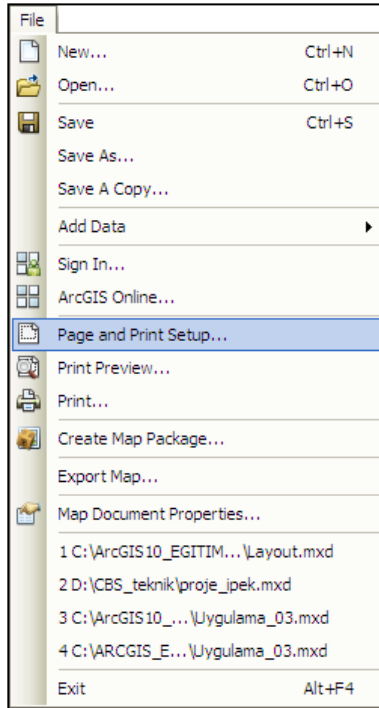 File
New... Ctrl+N
Open... Ctrl+O
Save Ctrl+S
Save As...
Save A Copy...
Add Data
Sign In...
ArcGIS Online...
Page and Print Setup...
Print Preview...
Print...
Create Map Package...
Export Map...
Map Document Properties...
1 C:\ArcGIS10_EGITIM...\Layout.mxd
2 D:\CBS_teknik\proje_ipek.mxd
3 C:\ArcGIS10_...\Uygulama_03.mxd
4 C:\ARCGIS_E...\Uygulama_03.mxd
Exit Alt+F4